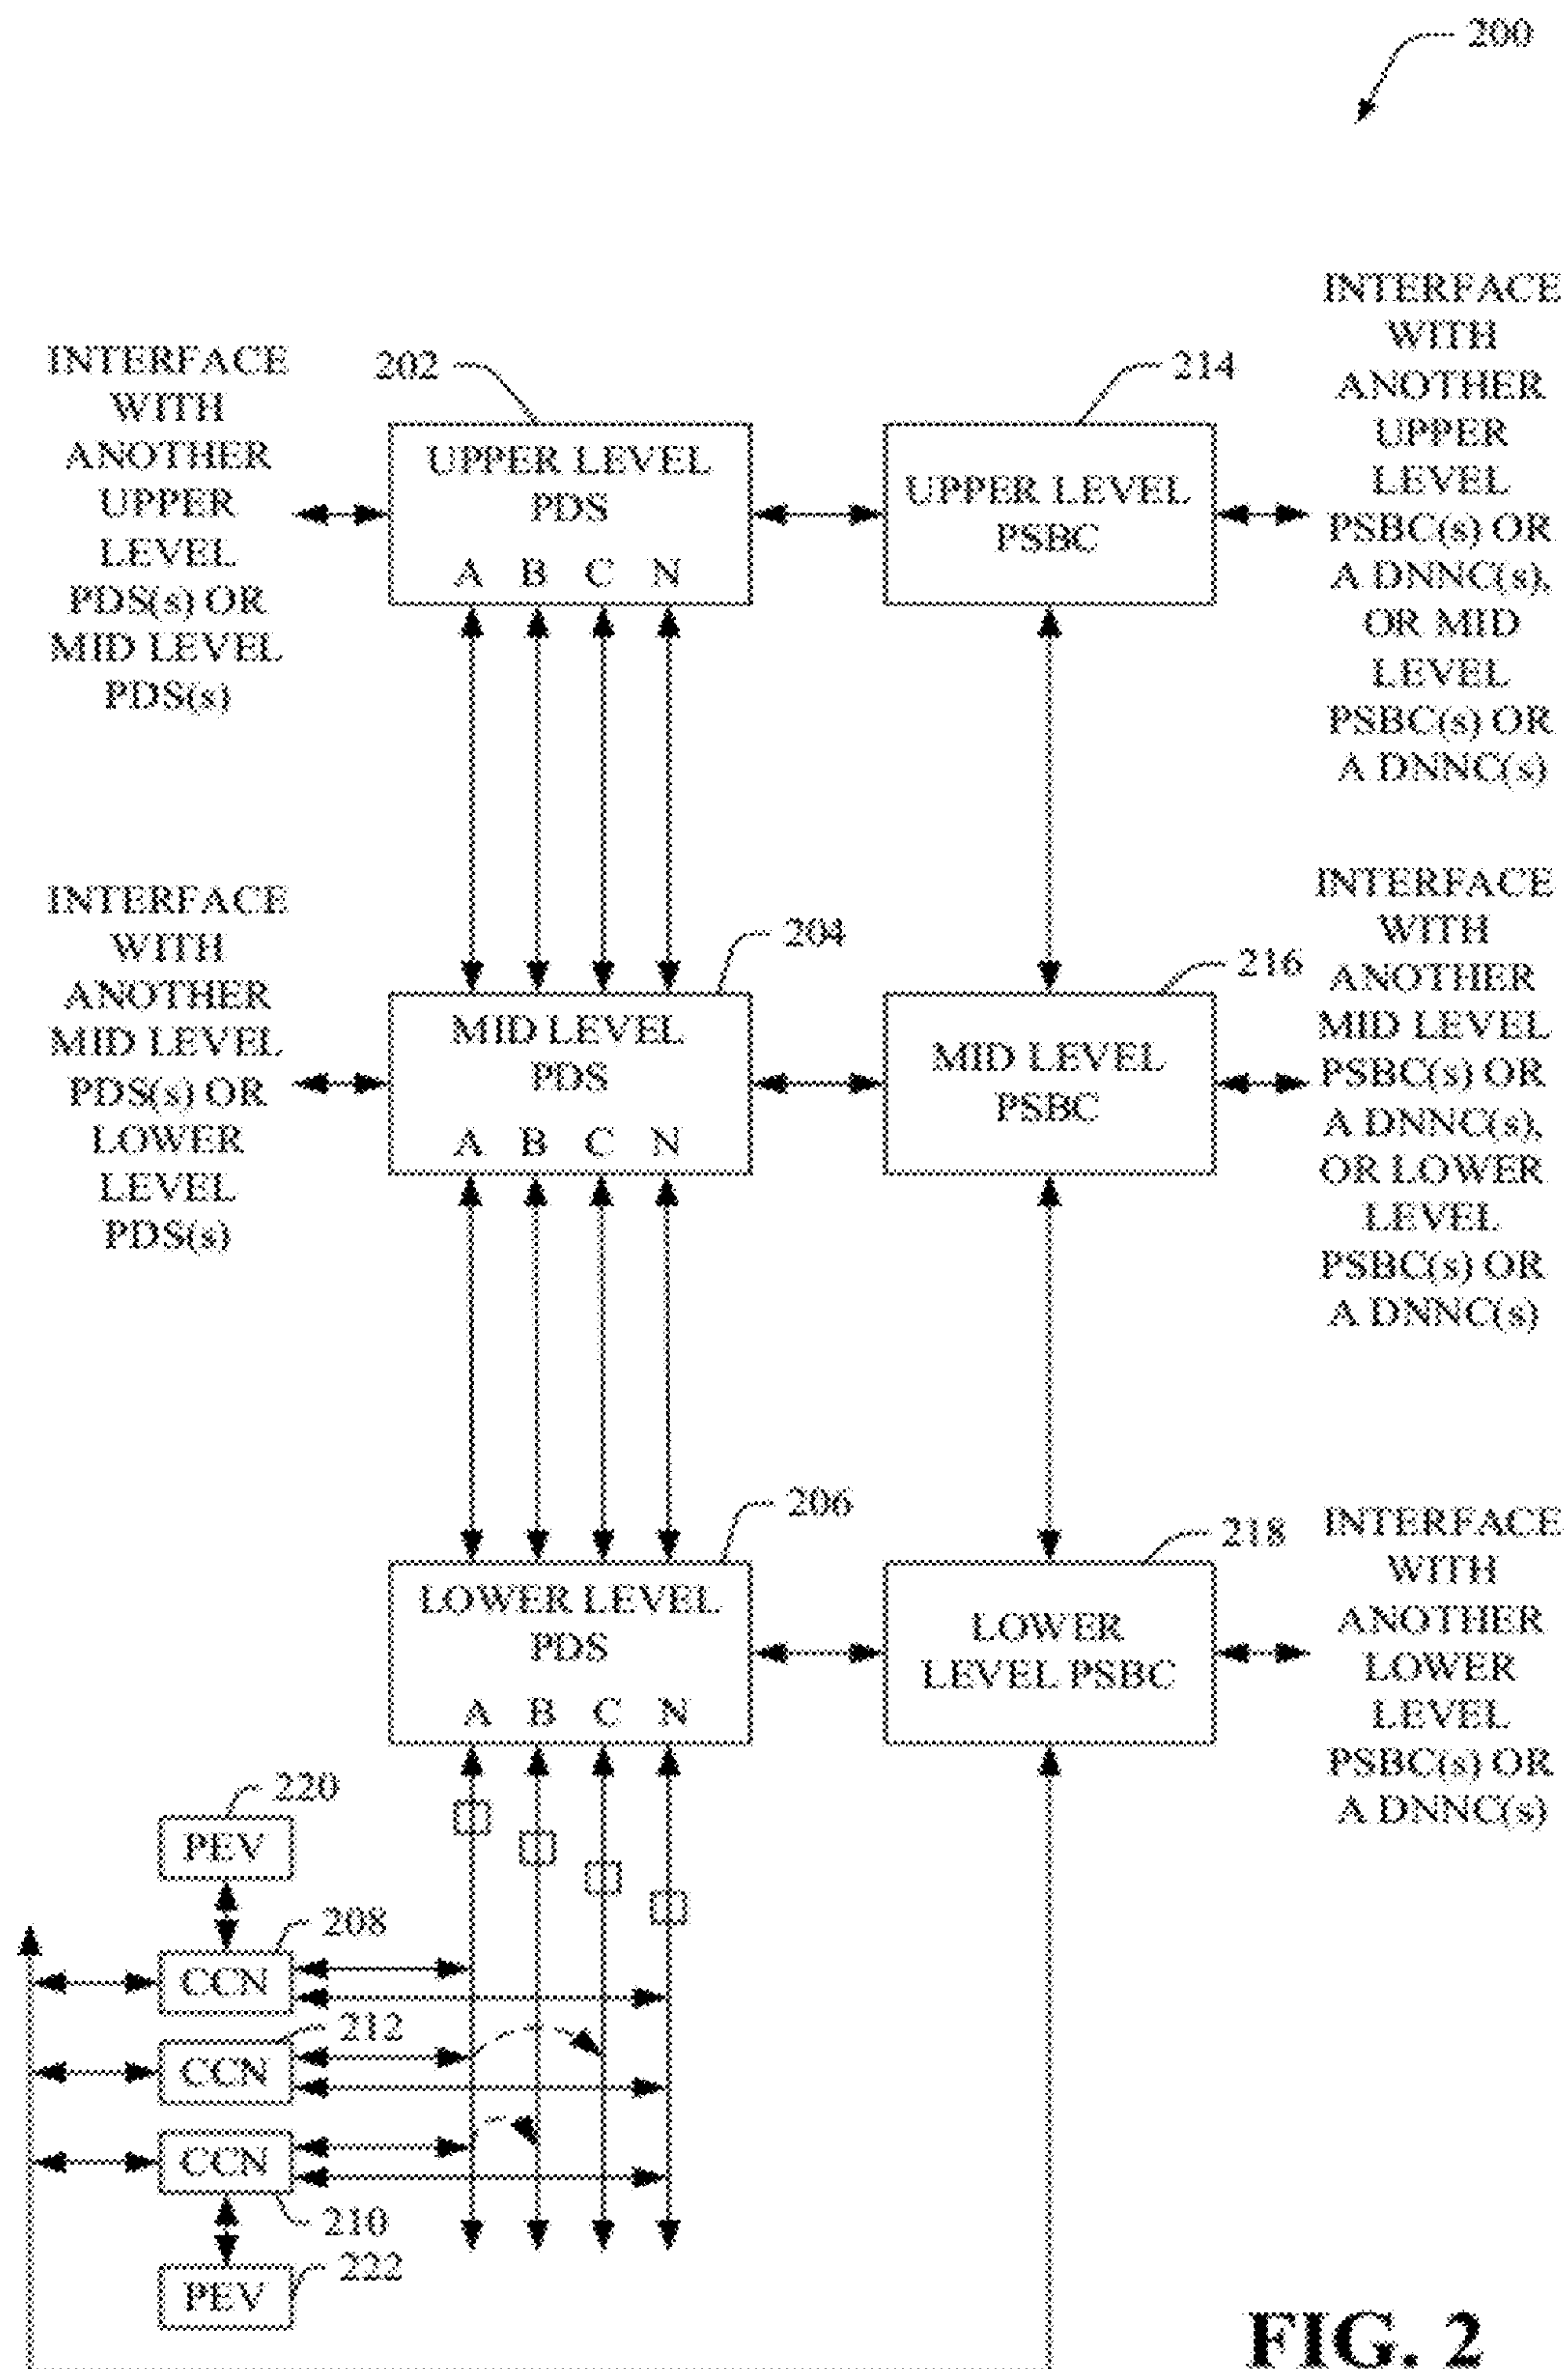 200
INTERFACE
WITH
ANOTHER
UPPER
LEVEL
PDS(s) OR
MID LEVEL
PDS(s)
202
UPPER LEVEL
PDS
A B C N
214
UPPER LEVEL
PSBC
INTERFACE
WITH
ANOTHER
UPPER
LEVEL
PSBC(s) OR
A DNNC(s),
OR MID
LEVEL
PSBC(s) OR
A DNNC(s)
INTERFACE
WITH
ANOTHER
MID LEVEL
PDS(s) OR
LOWER
LEVEL
PDS(s)
204
MID LEVEL
PDS
A B C N
216
MID LEVEL
PSBC
INTERFACE
WITH
ANOTHER
MID LEVEL
PSBC(s) OR
A DNNC(s),
OR LOWER
LEVEL
PSBC(s) OR
A DNNC(s)
206
LOWER LEVEL
PDS
A B C N
218
LOWER
LEVEL PSBC
INTERFACE
WITH
ANOTHER
LOWER
LEVEL
PSBC(s) OR
A DNNC(s)
220
PEV
208
CCN
212
CCN
CCN
210
222
PEV
FIG. 2